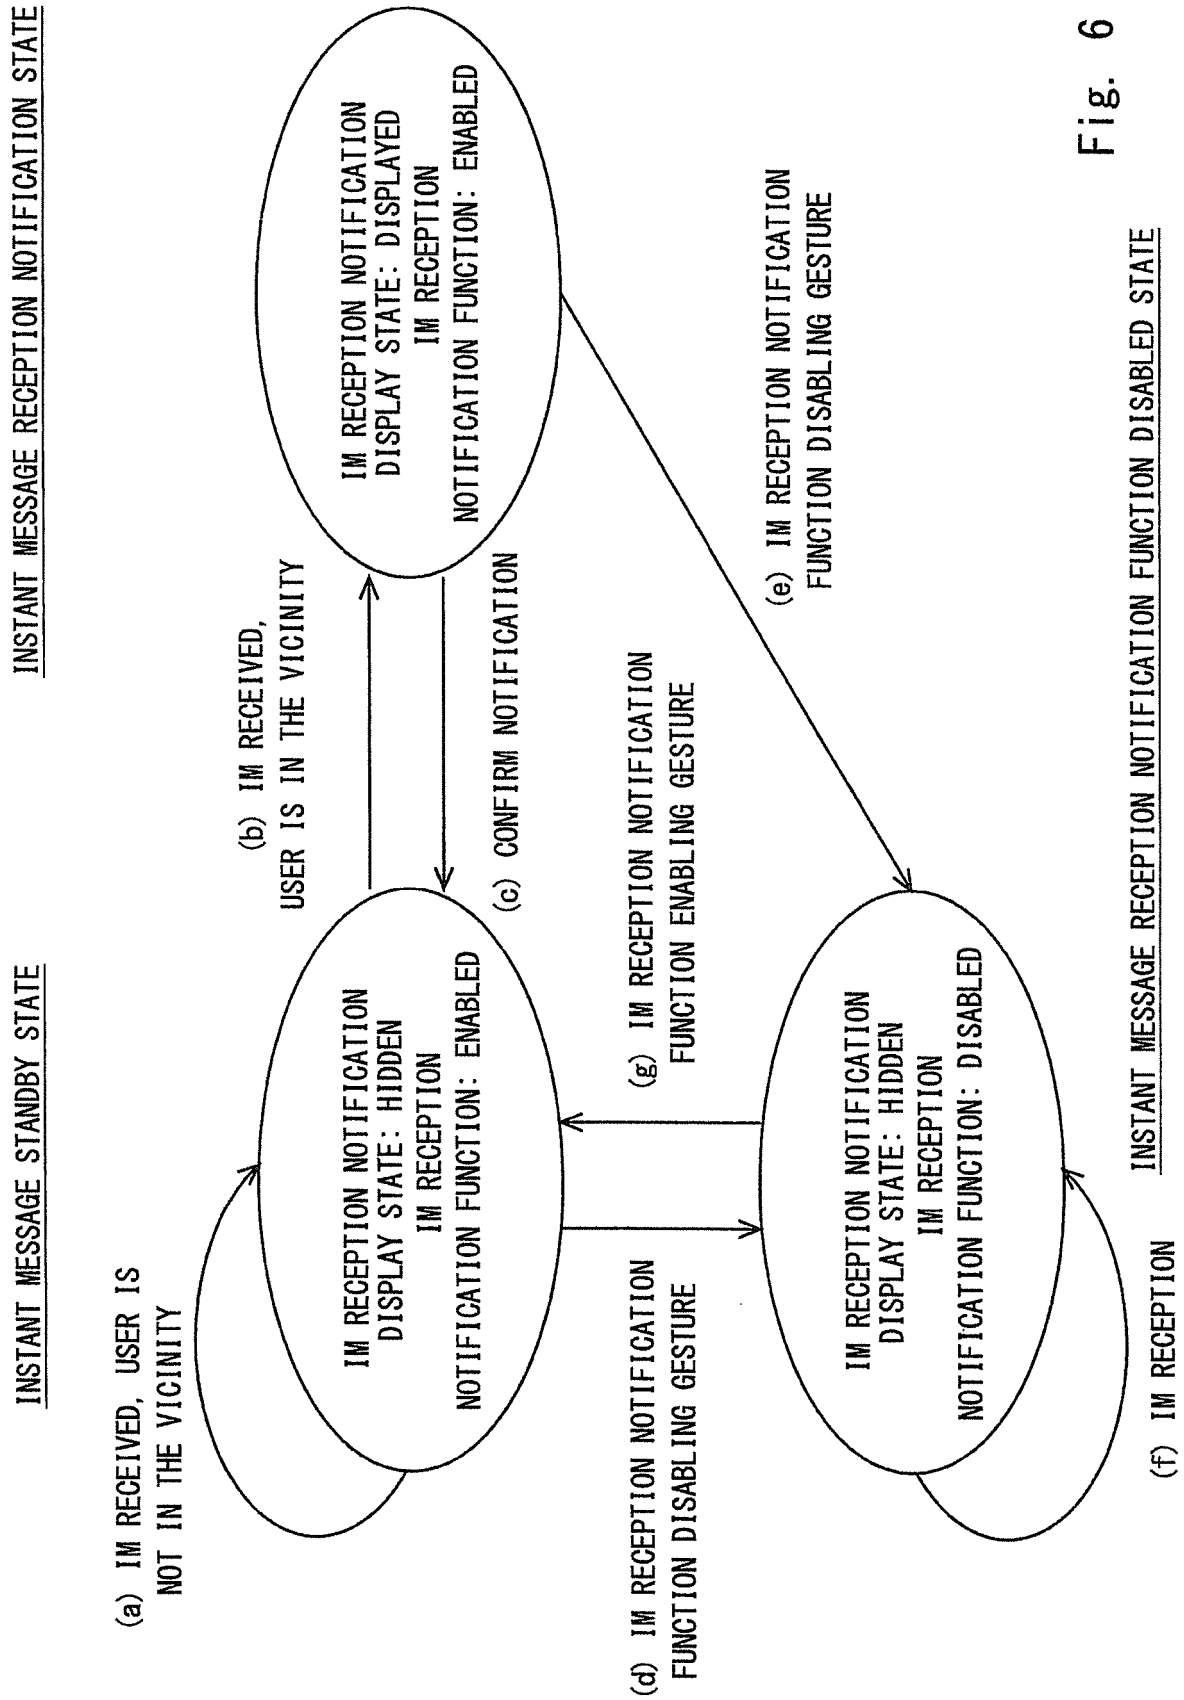 INSTANT MESSAGE STANDBY STATE
INSTANT MESSAGE RECEPTION NOTIFICATION STATE
(a) IM RECEIVED, USER IS
NOT IN THE VICINITY
(b) IM RECEIVED,
USER IS IN THE VICINITY
IM RECEPTION NOTIFICATION
DISPLAY STATE: HIDDEN
IM RECEPTION
NOTIFICATION FUNCTION: ENABLED
IM RECEPTION NOTIFICATION
DISPLAY STATE: DISPLAYED
IM RECEPTION
NOTIFICATION FUNCTION: ENABLED
(c) CONFIRM NOTIFICATION
(d) IM RECEPTION NOTIFICATION
FUNCTION DISABLING GESTURE
(g) IM RECEPTION NOTIFICATION
FUNCTION ENABLING GESTURE
(e) IM RECEPTION NOTIFICATION
FUNCTION DISABLING GESTURE
IM RECEPTION NOTIFICATION
DISPLAY STATE: HIDDEN
IM RECEPTION
NOTIFICATION FUNCTION: DISABLED
(f) IM RECEPTION
INSTANT MESSAGE RECEPTION NOTIFICATION FUNCTION DISABLED STATE
Fig. 6